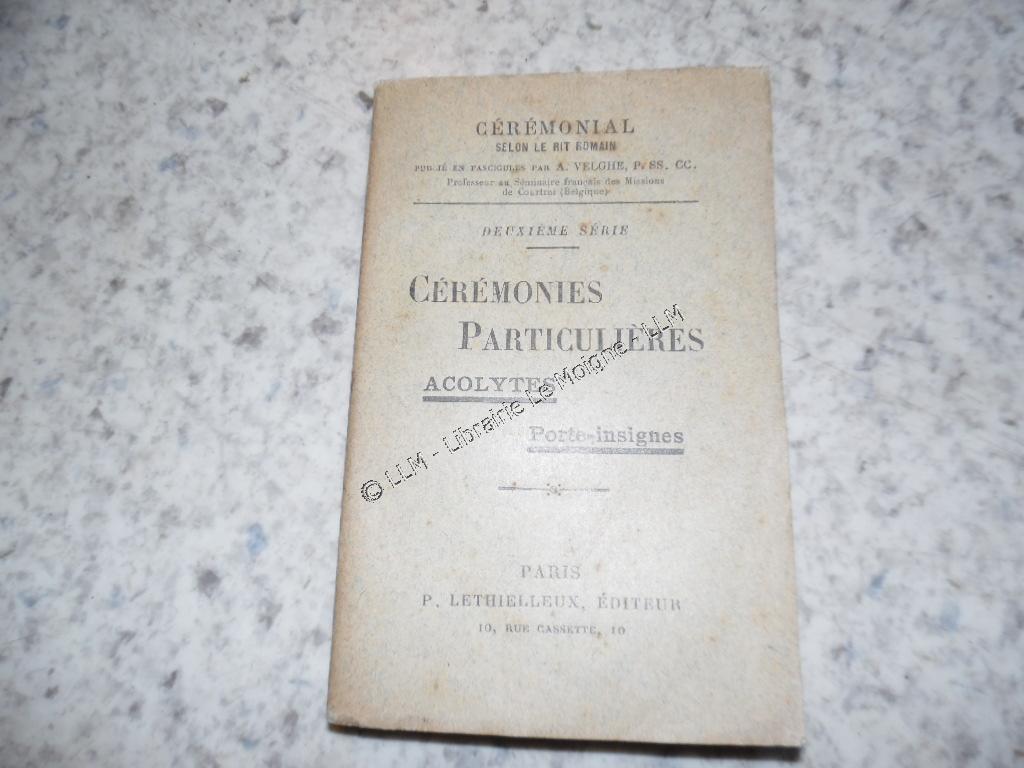 CÉRÉMONIAL
SELON LE RIT ROMAIN
PUBLIÉ EN FASCICULES PAR A. VELGHE, P. SS. CC.
Professeur au Séminaire français des Missions
de Courtrai (Belgique)
DEUXIÈME SÉRIE
CÉRÉMONIES
PARTICULIÈRES
ACOLYTES
Porte-insignes
© LLM - Librairie Le Moigne - LLM
PARIS
P. LETHIELLEUX, ÉDITEUR
10, RUE CASSETTE, 10